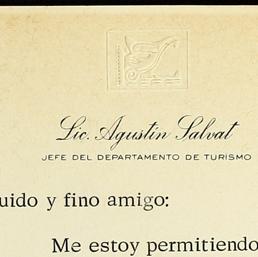 Lic. Agustín Salvat
JEFE DEL DEPARTAMENTO DE TURISMO
uido y fino amigo:
Me estoy permitiendo